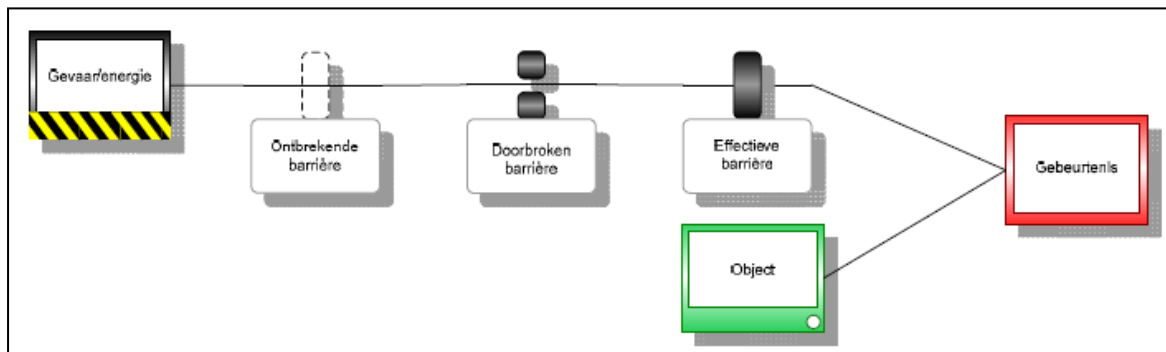 Gevaar/energie
Ontbrekende
barrière
Doorbroken
barrière
Effectieve
barrière
Gebeurtenis
Object